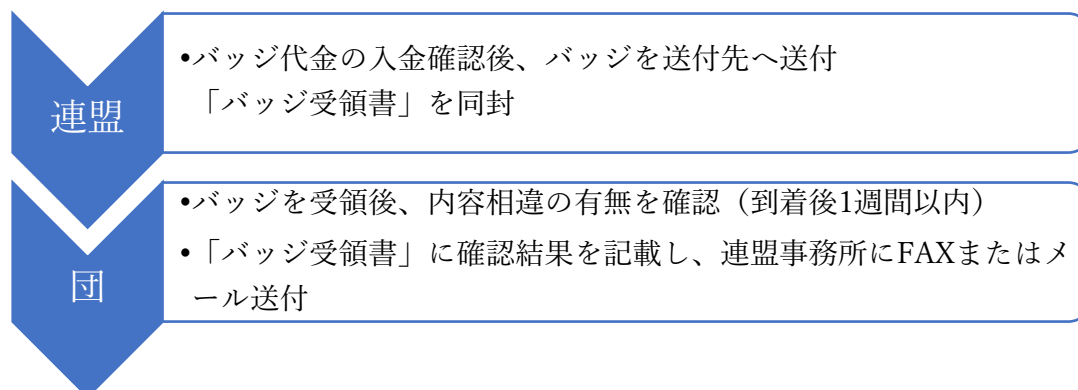 連盟
•バッジ代金の入金確認後、バッジを送付先へ送付
「バッジ受領書」を同封
団
•バッジを受領後、内容相違の有無を確認（到着後1週間以内）
•「バッジ受領書」に確認結果を記載し、連盟事務所にFAXまたはメ
ール送付